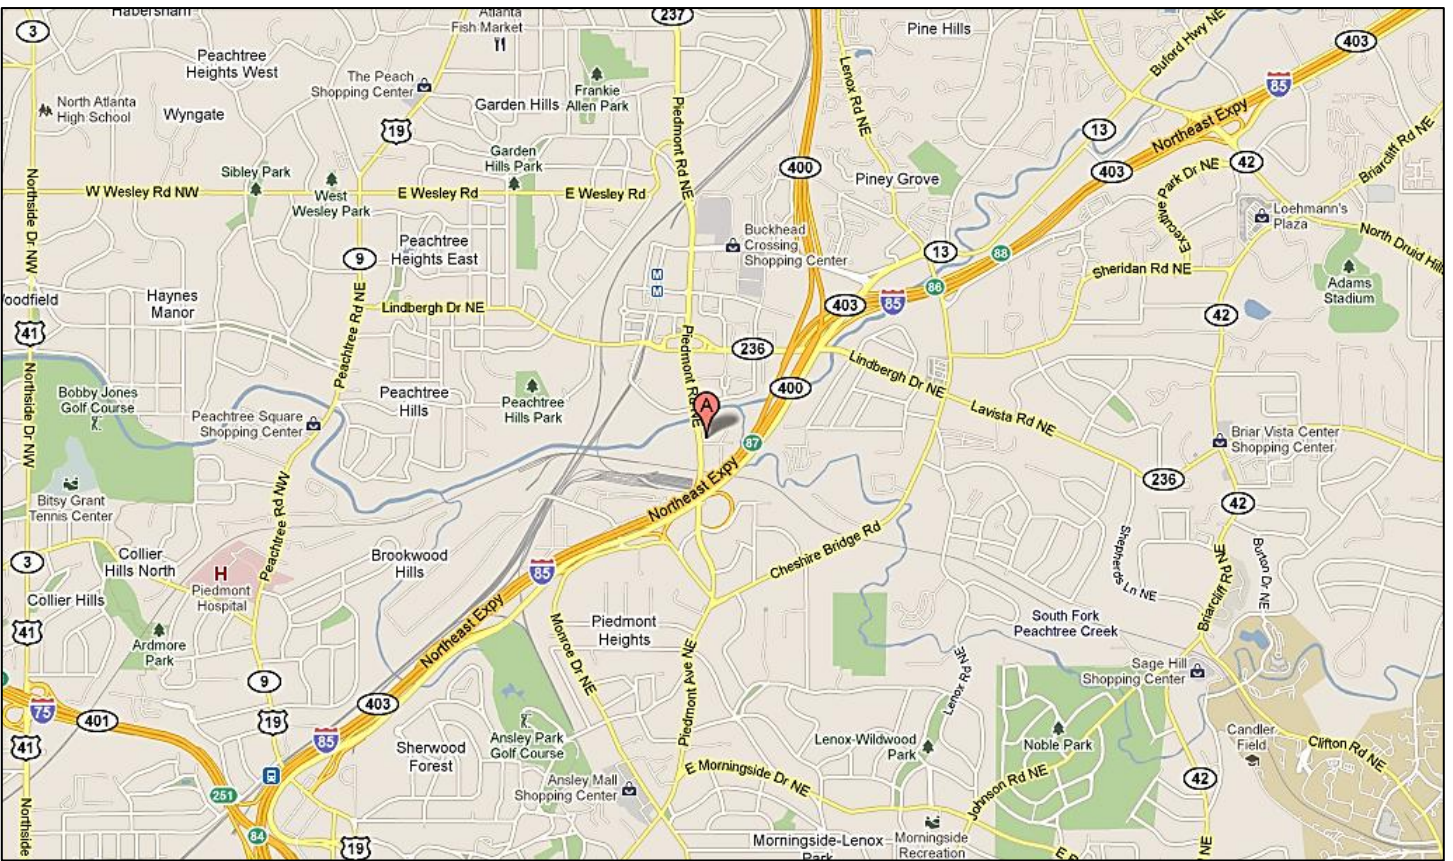 Habersham
Atlanta
Fish Market
237
3
Pine Hills
Buford Hwy NE
403
Peachtree
Heights West
The Peach
Shopping Center
Frankie
Allen Park
Lenox Rd NE
85
North Atlanta
High School
Wyngate
Garden Hills
19
Piedmont Rd NE
13
Northeast Expy
Briarcliff Rd NE
Garden
Hills Park
400
403
42
Sibley Park
Piney Grove
Executive Park Dr NE
W Wesley Rd NW
West
Wesley Park
E Wesley Rd
E Wesley Rd
Northside Dr NW
Loehmann's
Plaza
North Druid Hills
Peachtree
Heights East
Buckhead
Crossing
Shopping Center
9
13
88
Sheridan Rd NE
Adams
Stadium
M
M
86
oodfield
Haynes
Manor
Lindbergh Dr NE
403
85
42
41
Peachtree Rd NE
Piedmont Rd NE
236
Lindbergh Dr NE
400
Northside Dr NW
Bobby Jones
Golf Course
Peachtree
Hills
Peachtree
Hills Park
A
Lavista Rd NE
Peachtree Square
Shopping Center
87
Briar Vista Center
Shopping Center
236
Bitsy Grant
Tennis Center
Peachtree Rd NW
Northeast Expy
42
3
Collier
Hills North
Brookwood
Hills
Cheshire Bridge Rd
Shepherds Ln NE
Briarcliff Rd NE
Burton Dr NE
H
Piedmont
Hospital
85
Collier Hills
41
Northeast Expy
Monroe Dr NE
Piedmont
Heights
South Fork
Peachtree Creek
Ardmore
Park
Piedmont Ave NE
Lenox Rd NE
Sage Hill
Shopping Center
9
75
401
19
403
85
41
Sherwood
Forest
Ansley Park
Golf Course
Lenox-Wildwood
Park
Noble Park
Candler
Field
Clifton Rd NE
E Morningside Dr NE
Johnson Rd NE
42
251
Ansley Mall
Shopping Center
Northside
84
19
Morningside-Lenox
Park
Morningside
Recreation
NE